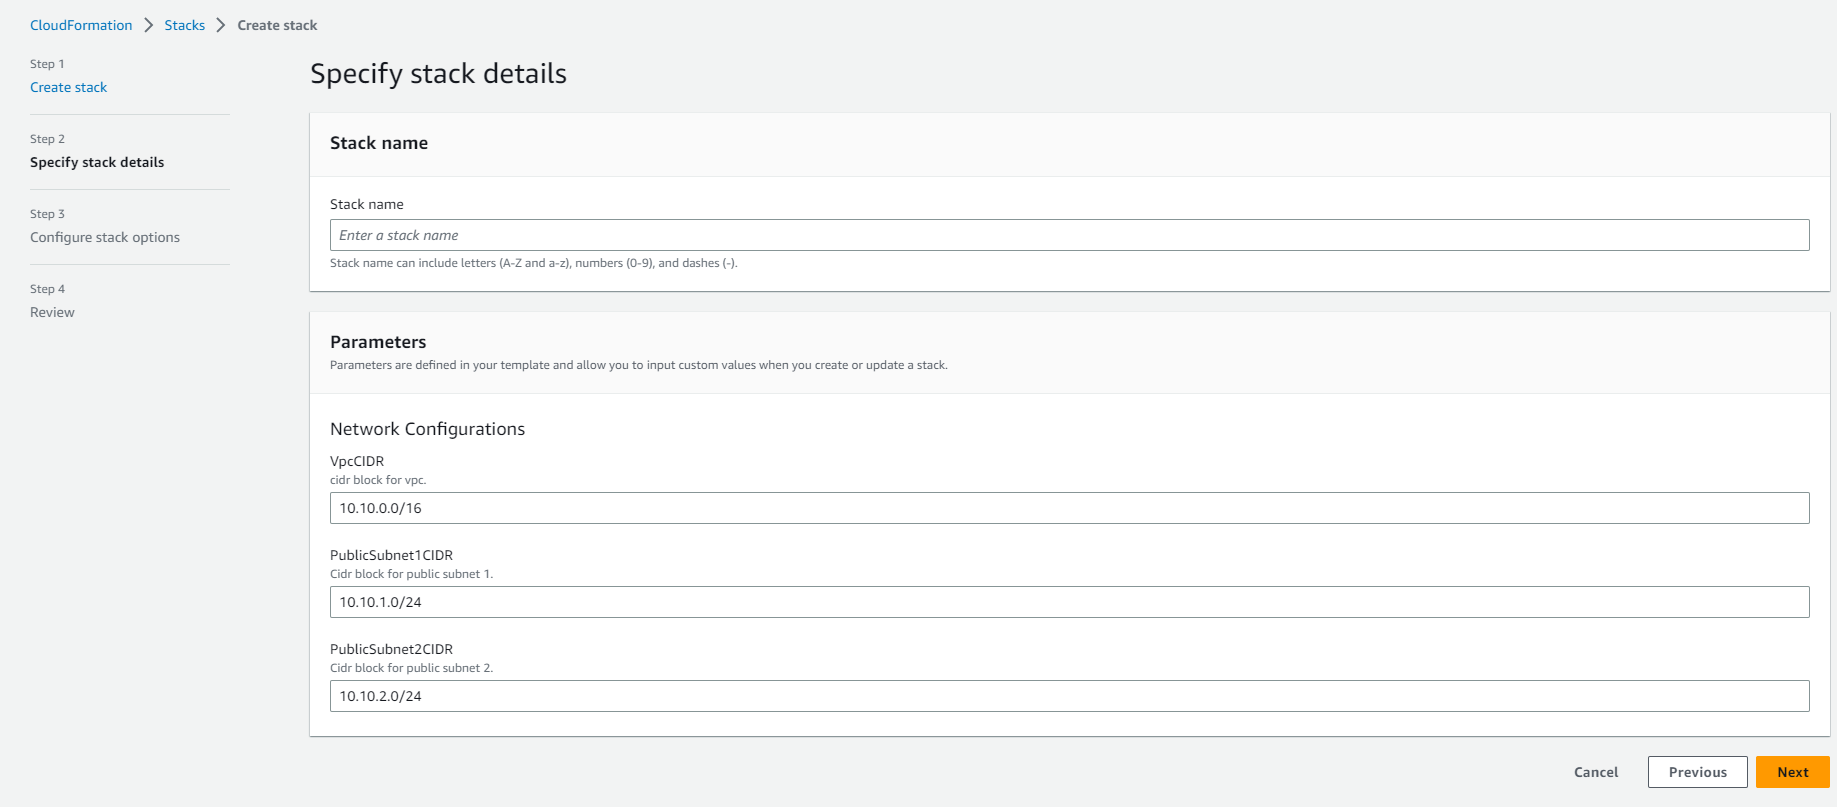 CloudFormation > Stacks > Create stack
Step 1
Create stack
Step 2
Specify stack details
Step 3
Configure stack options
Step 4
Review
Specify stack details
Stack name
Stack name
Enter a stack name
Stack name can include letters (A-Z and a-z), numbers (0-9), and dashes (-).
Parameters
Parameters are defined in your template and allow you to input custom values when you create or update a stack.
Network Configurations
VpcCIDR
cidr block for vpc.
10.10.0.0/16
PublicSubnet1CIDR
Cidr block for public subnet 1.
10.10.1.0/24
PublicSubnet2CIDR
Cidr block for public subnet 2.
10.10.2.0/24
Cancel Previous Next